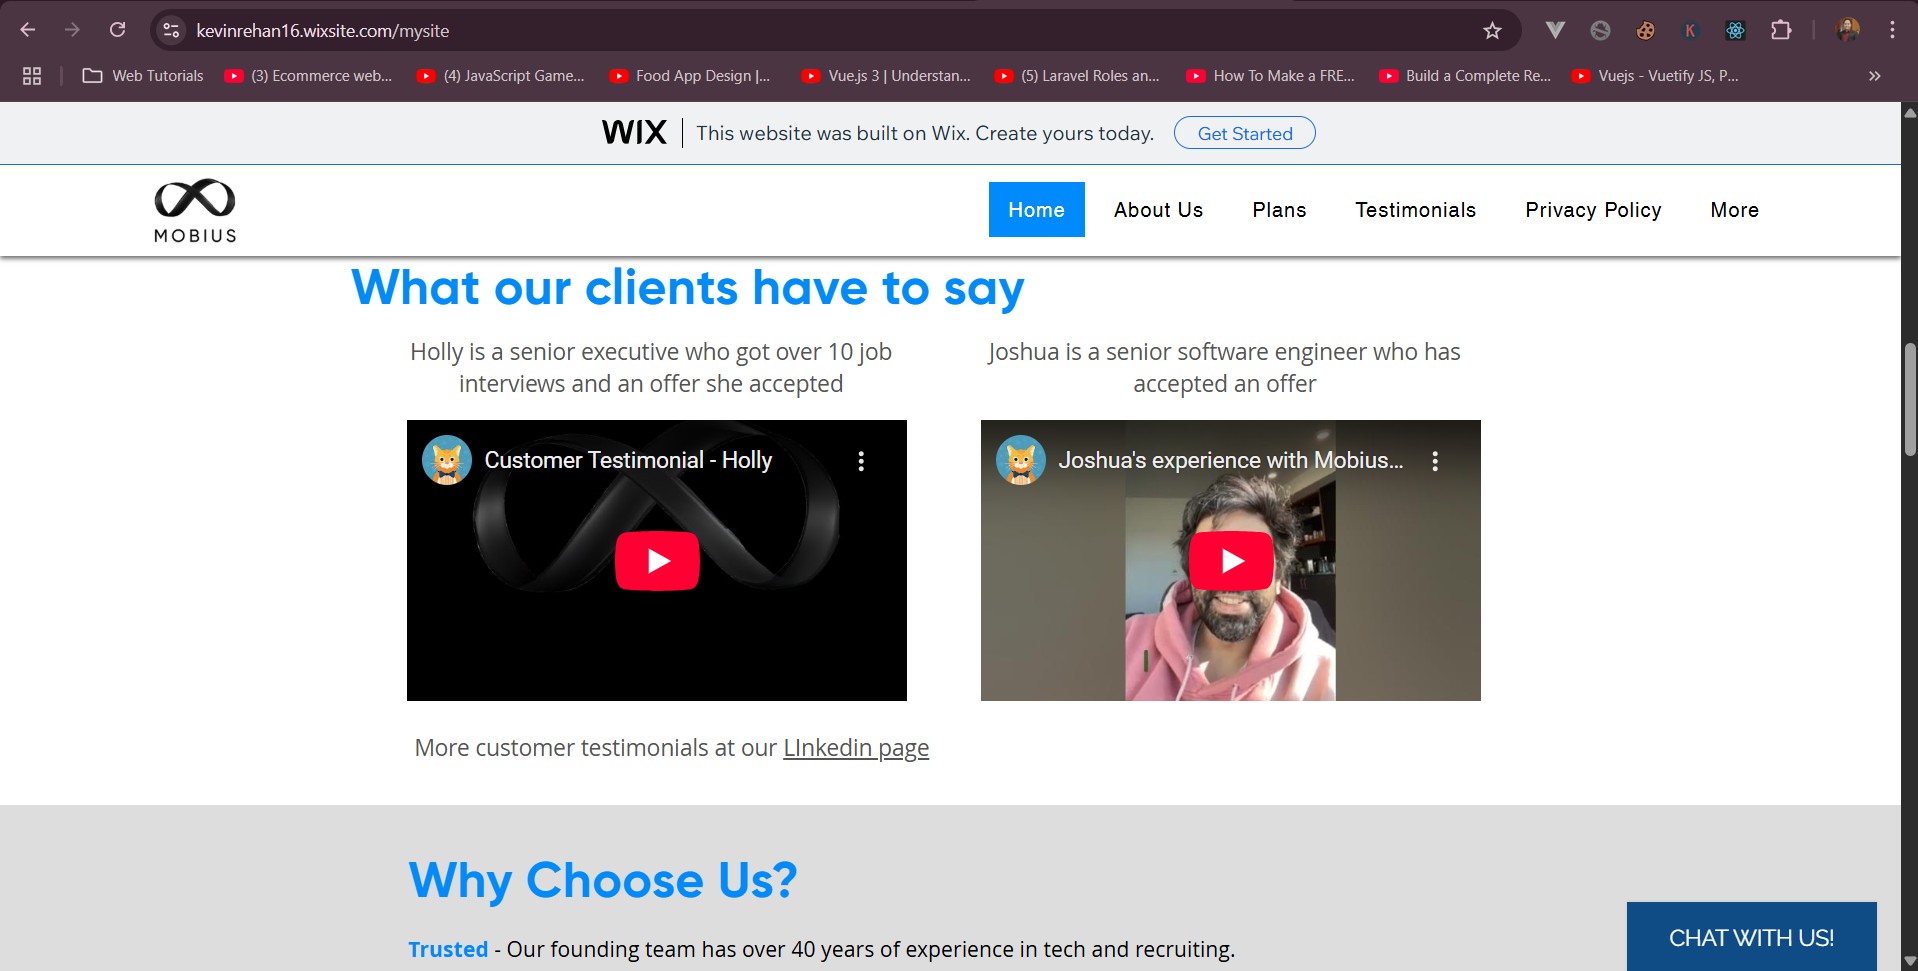 kevinrehan16.wixsite.com/mysite
Web Tutorials
(3) Ecommerce web...
(4) JavaScript Game...
Food App Design |...
Vue.js 3 | Understan...
(5) Laravel Roles an...
How To Make a FRE...
Build a Complete Re...
Vuejs - Vuetify JS, P...
WIX
This website was built on Wix. Create yours today.
Get Started
MOBIUS
Home
About Us
Plans
Testimonials
Privacy Policy
More
What our clients have to say
Holly is a senior executive who got over 10 job
interviews and an offer she accepted
Joshua is a senior software engineer who has
accepted an offer
Customer Testimonial - Holly
Joshua's experience with Mobius...
More customer testimonials at our LInkedin page
Why Choose Us?
Trusted - Our founding team has over 40 years of experience in tech and recruiting.
CHAT WITH US!